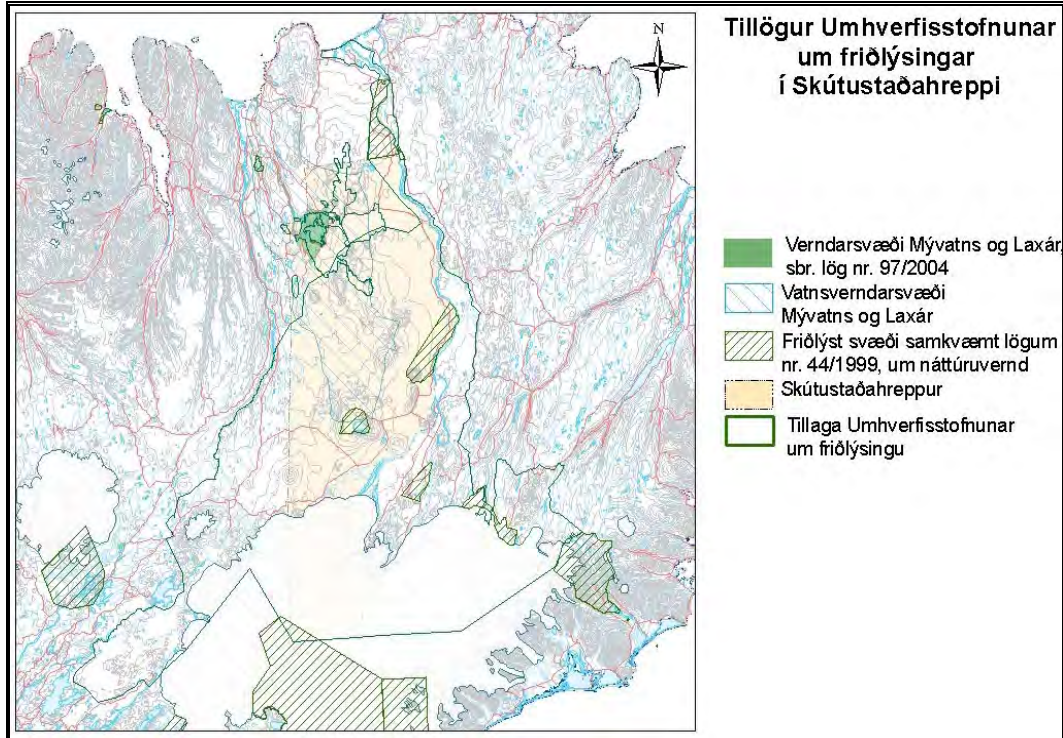 Tillögur Umhverfisstofnunar
um friðlýsingar
í Skútustaðahreppi
N
Verndarsvæði Mývatns og Laxár,
sbr. lög nr. 97/2004
Vatnsverndarsvæði
Mývatns og Laxár
Friðlýst svæði samkvæmt lögum
nr. 44/1999, um náttúruvernd
Skútustaðahreppur
Tillaga Umhverfisstofnunar
um friðlýsingu